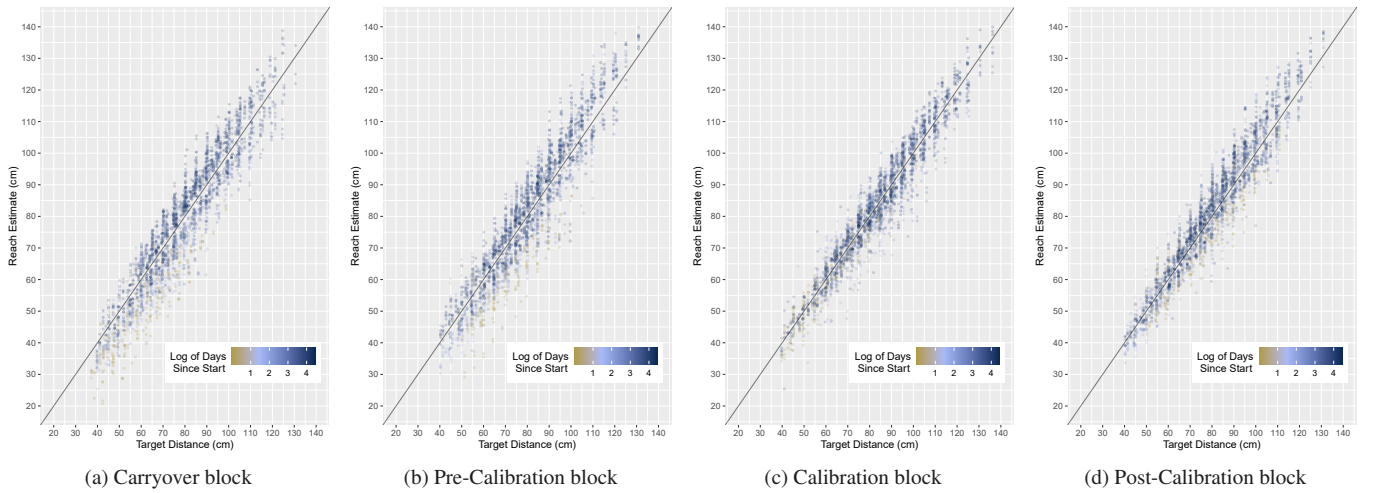 140
130
120
110
100
90
80
70
60
50
40
30
20
Reach Estimate (cm)
Log of Days
Since Start
1 2 3 4
20 30 40 50 60 70 80 90 100 110 120 130 140
Target Distance (cm)
(a) Carryover block
140
130
120
110
100
90
80
70
60
50
40
30
20
Reach Estimate (cm)
Log of Days
Since Start
1 2 3 4
20 30 40 50 60 70 80 90 100 110 120 130 140
Target Distance (cm)
(b) Pre-Calibration block
140
130
120
110
100
90
80
70
60
50
40
30
20
Reach Estimate (cm)
Log of Days
Since Start
1 2 3 4
20 30 40 50 60 70 80 90 100 110 120 130 140
Target Distance (cm)
(c) Calibration block
140
130
120
110
100
90
80
70
60
50
40
30
20
Reach Estimate (cm)
Log of Days
Since Start
1 2 3 4
20 30 40 50 60 70 80 90 100 110 120 130 140
Target Distance (cm)
(d) Post-Calibration block